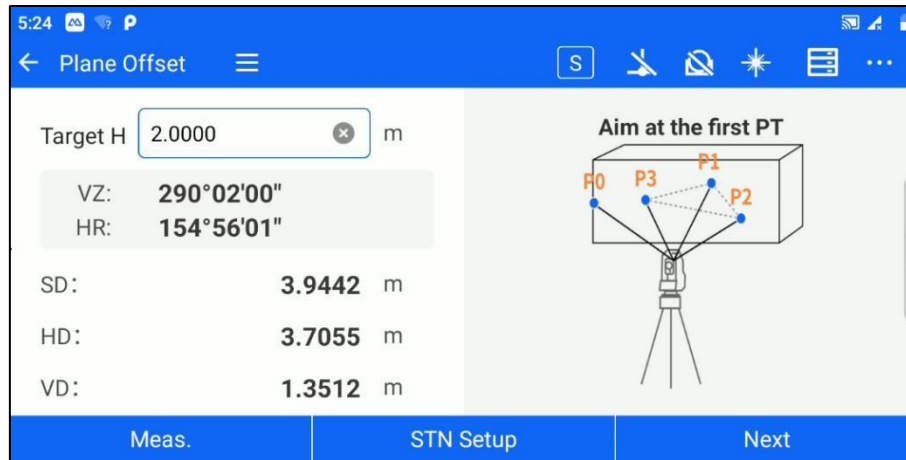 5:24
Plane Offset
S
Target H 2.0000 m
VZ: 290°02'00"
HR: 154°56'01"
SD: 3.9442 m
HD: 3.7055 m
VD: 1.3512 m
Aim at the first PT
P0 P3 P1 P2
Meas. STN Setup Next